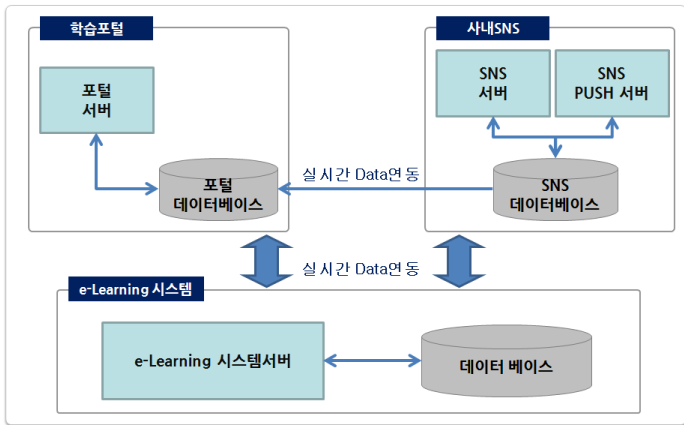 학습포털
사내SNS
포털
서버
SNS
서버
SNS
PUSH 서버
포털
데이터베이스
실시간 Data연동
SNS
데이터베이스
실시간 Data연동
e-Learning 시스템
e-Learning 시스템서버
데이터 베이스